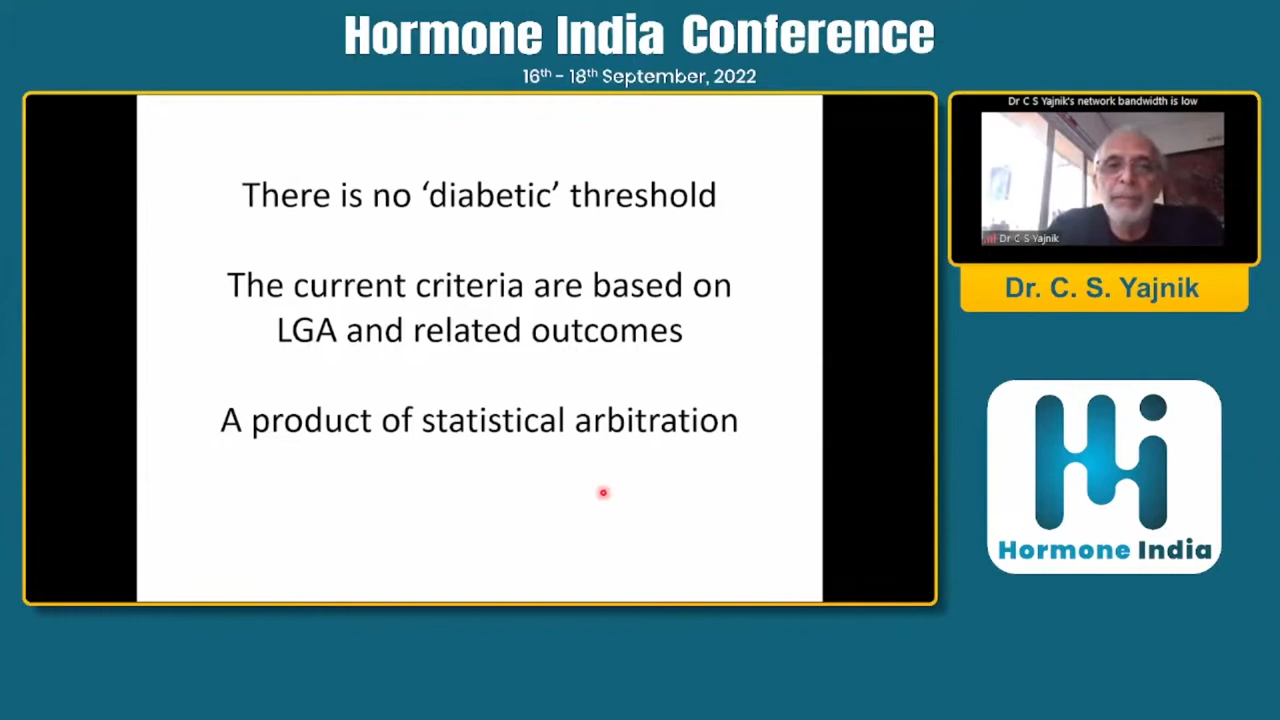 Hormone India Conference
16th - 18th September, 2022
There is no ‘diabetic’ threshold
The current criteria are based on
LGA and related outcomes
A product of statistical arbitration
Dr C S Yajnik's network bandwidth is low
Dr C S Yajnik
Dr. C. S. Yajnik
Hi
Hormone India